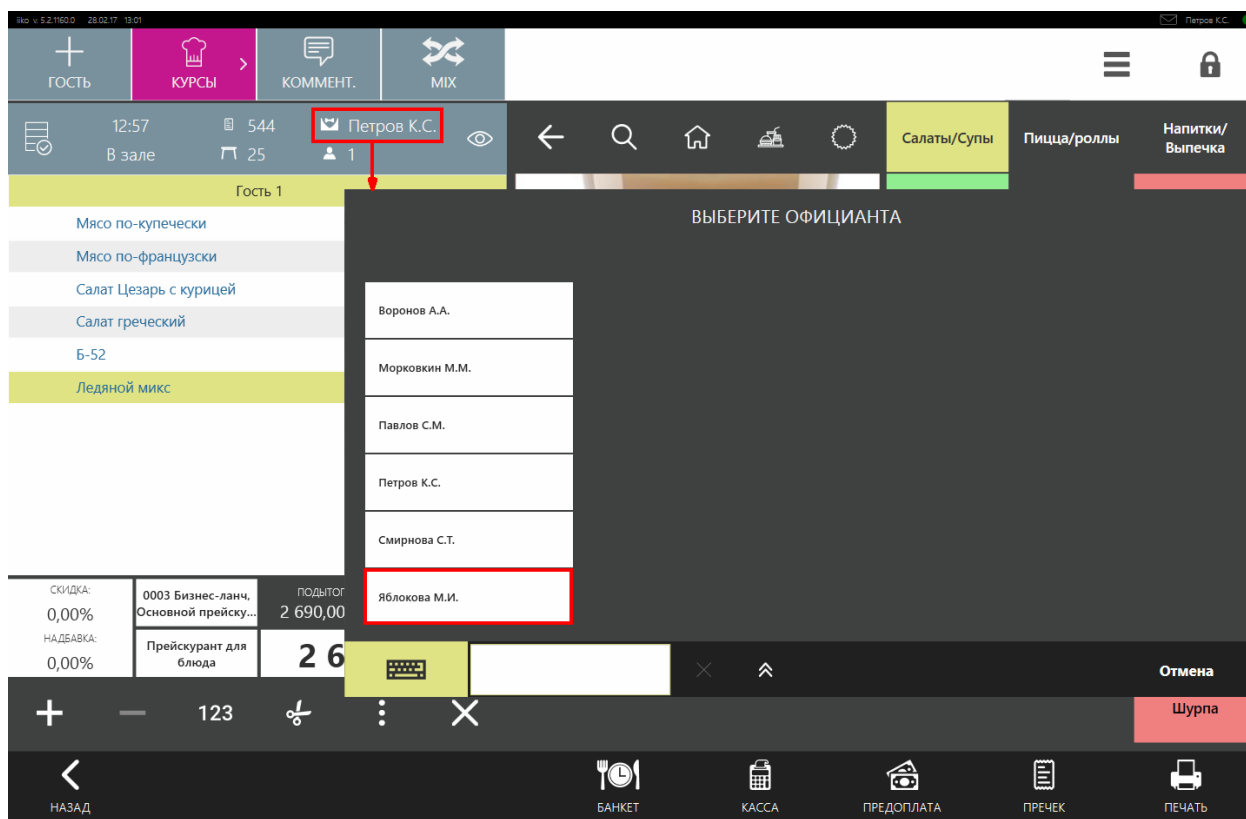 iiko v. 5.2.1160.0 28.02.17 13:01 Петров К.С.
ГОСТЬ КУРСЫ КОММЕНТ. MIX
12:57 544 Петров К.С.
В зале 25 1
Салаты/Супы Пицца/роллы Напитки/
Выпечка
Гость 1
Мясо по-купечески
Мясо по-французски
Салат Цезарь с курицей
Салат греческий
Б-52
Ледяной микс
ВЫБЕРИТЕ ОФИЦИАНТА
Воронов А.А.
Морковкин М.М.
Павлов С.М.
Петров К.С.
Смирнова С.Т.
Яблокова М.И.
СКИДКА:
0,00%
НАДБАВКА:
0,00%
0003 Бизнес-ланч,
Основной прейску...
Прейскурант для
блюда
ПОДЫТОГ
2 690,00
2 6
Отмена
123
Шурпа
НАЗАД БАНКЕТ КАССА ПРЕДОПЛАТА ПРЕЧЕК ПЕЧАТЬ